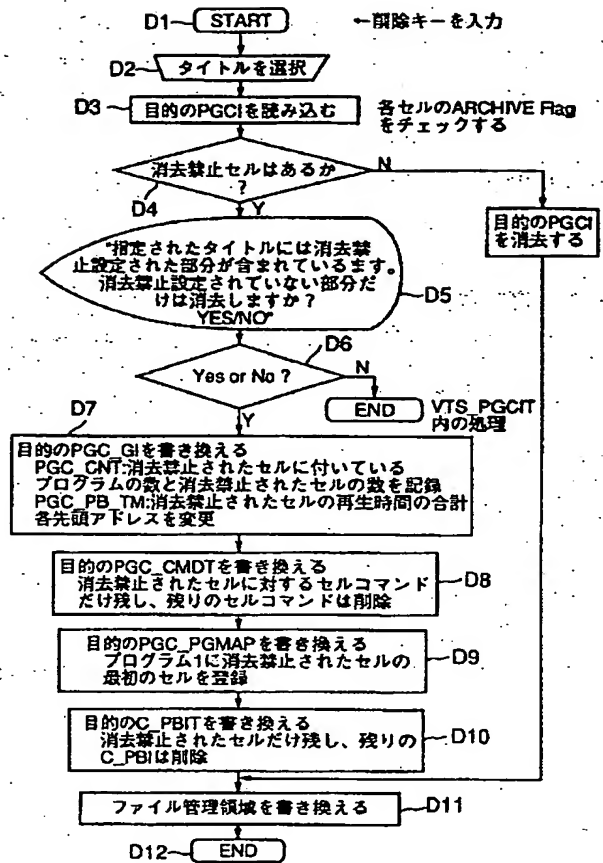 D1 START ←削除キーを入力
D2 タイトルを選択
D3 目的のPGCIを読み込む
各セルのARCHIVE Flag
をチェックする
消去禁止セルはあるか
?
N
D4
Y
目的のPGCI
を消去する
"指定されたタイトルには消去禁
止設定された部分が含まれているます。
消去禁止設定されていない部分だ
けは消去しますか?
YES/NO"
D5
D6
Yes or No ?
N
END
VTS_PGCIT
内の処理
Y
D7
目的のPGC_GIを書き換える
PGC_CNT:消去禁止されたセルに付いている
プログラムの数と消去禁止されたセルの数を記録
PGC_PB_TM:消去禁止されたセルの再生時間の合計
各先頭アドレスを変更
目的のPGC_CMDTを書き換える
消去禁止されたセルに対するセルコマンド
だけ残し、残りのセルコマンドは削除
D8
目的のPGC_PGMAPを書き換える
プログラム1に消去禁止されたセルの
最初のセルを登録
D9
目的のC_PBITを書き換える
消去禁止されたセルだけ残し、残りの
C_PBIは削除
D10
ファイル管理領域を書き換える
D11
D12 END